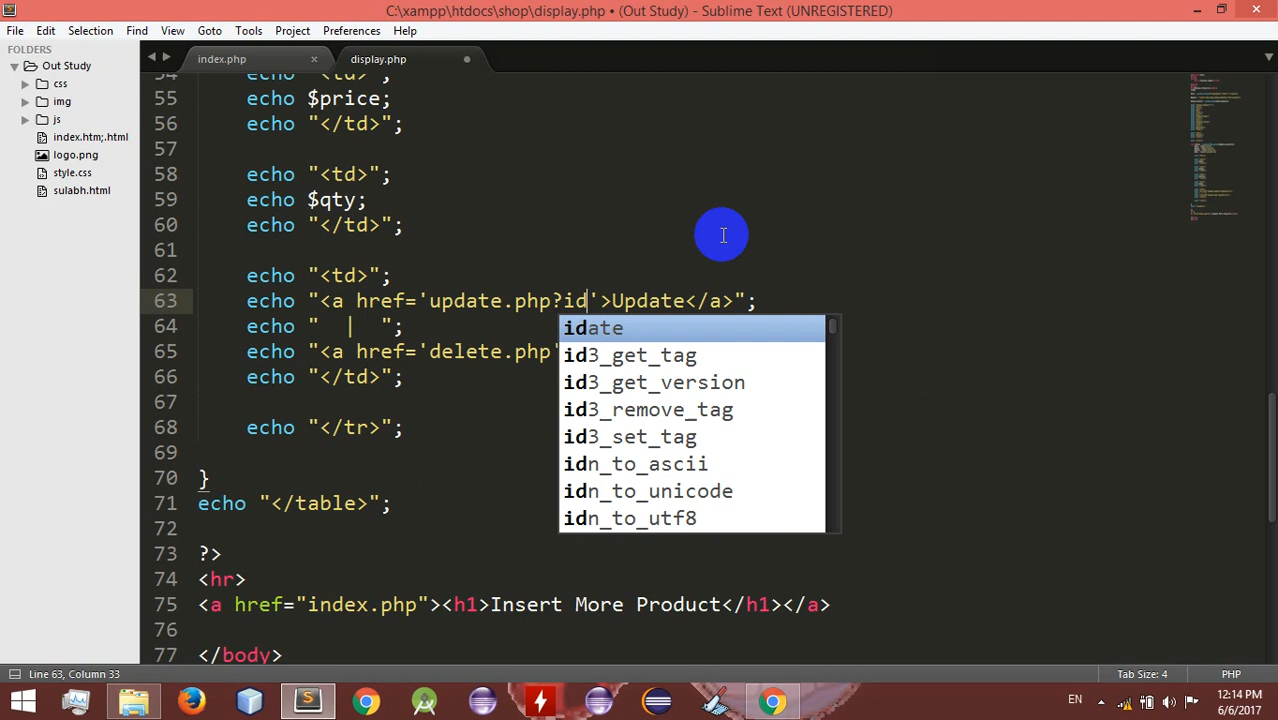 C:\xampp\htdocs\shop\display.php • (Out Study) - Sublime Text (UNREGISTERED)
File Edit Selection Find View Goto Tools Project Preferences Help
FOLDERS
Out Study
css
img
js
index.htm;.html
logo.png
style.css
sulabh.html
index.php × display.php
54 echo "<td>";
55 echo $price;
56 echo "</td>";
57
58 echo "<td>";
59 echo $qty;
60 echo "</td>";
61
62 echo "<td>";
63 echo "<a href='update.php?id'>Update</a>";
64 echo " | ";
65 echo "<a href='delete.php'
66 echo "</td>";
67
68 echo "</tr>";
69
70 }
71 echo "</table>";
72
73 ?>
74 <hr>
75 <a href="index.php"><h1>Insert More Product</h1></a>
76
77 </body>
idate
id3_get_tag
id3_get_version
id3_remove_tag
id3_set_tag
idn_to_ascii
idn_to_unicode
idn_to_utf8
Line 63, Column 33 Tab Size: 4 PHP
EN 12:14 PM
6/6/2017